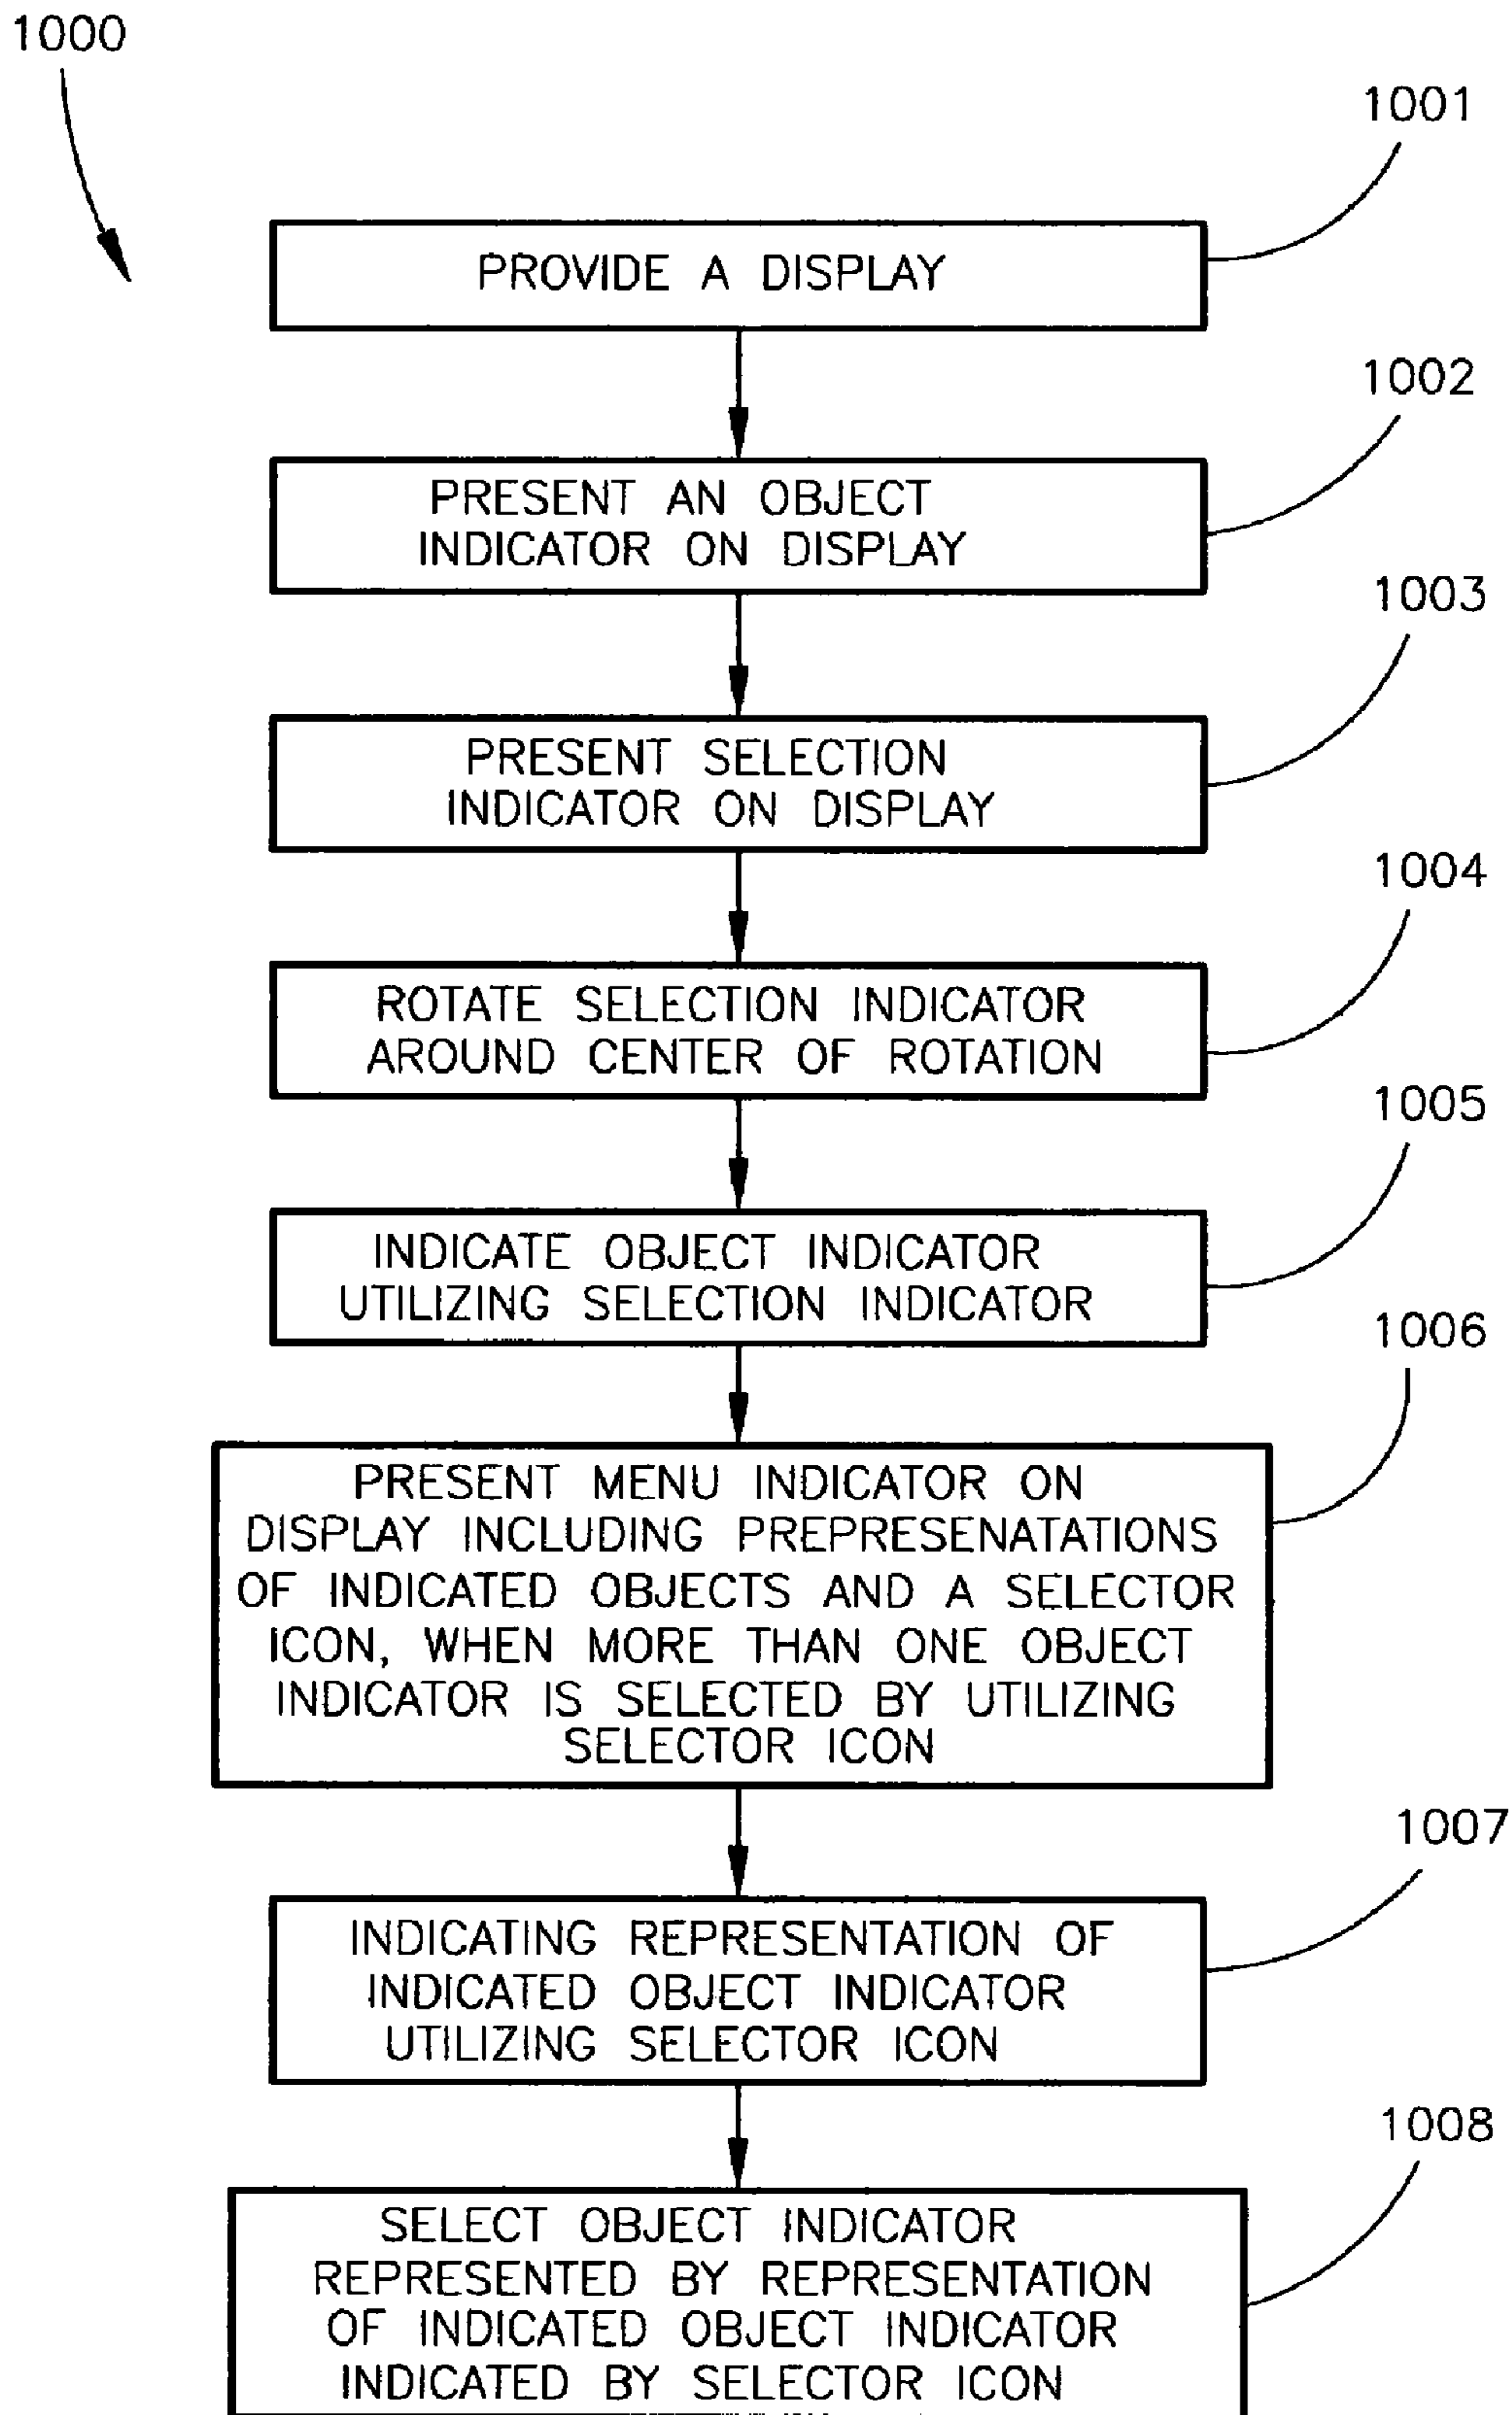 1000
1001
PROVIDE A DISPLAY
1002
PRESENT AN OBJECT
INDICATOR ON DISPLAY
1003
PRESENT SELECTION
INDICATOR ON DISPLAY
1004
ROTATE SELECTION INDICATOR
AROUND CENTER OF ROTATION
1005
INDICATE OBJECT INDICATOR
UTILIZING SELECTION INDICATOR
1006
PRESENT MENU INDICATOR ON
DISPLAY INCLUDING PREPRESENATATIONS
OF INDICATED OBJECTS AND A SELECTOR
ICON, WHEN MORE THAN ONE OBJECT
INDICATOR IS SELECTED BY UTILIZING
SELECTOR ICON
1007
INDICATING REPRESENTATION OF
INDICATED OBJECT INDICATOR
UTILIZING SELECTOR ICON
1008
SELECT OBJECT INDICATOR
REPRESENTED BY REPRESENTATION
OF INDICATED OBJECT INDICATOR
INDICATED BY SELECTOR ICON